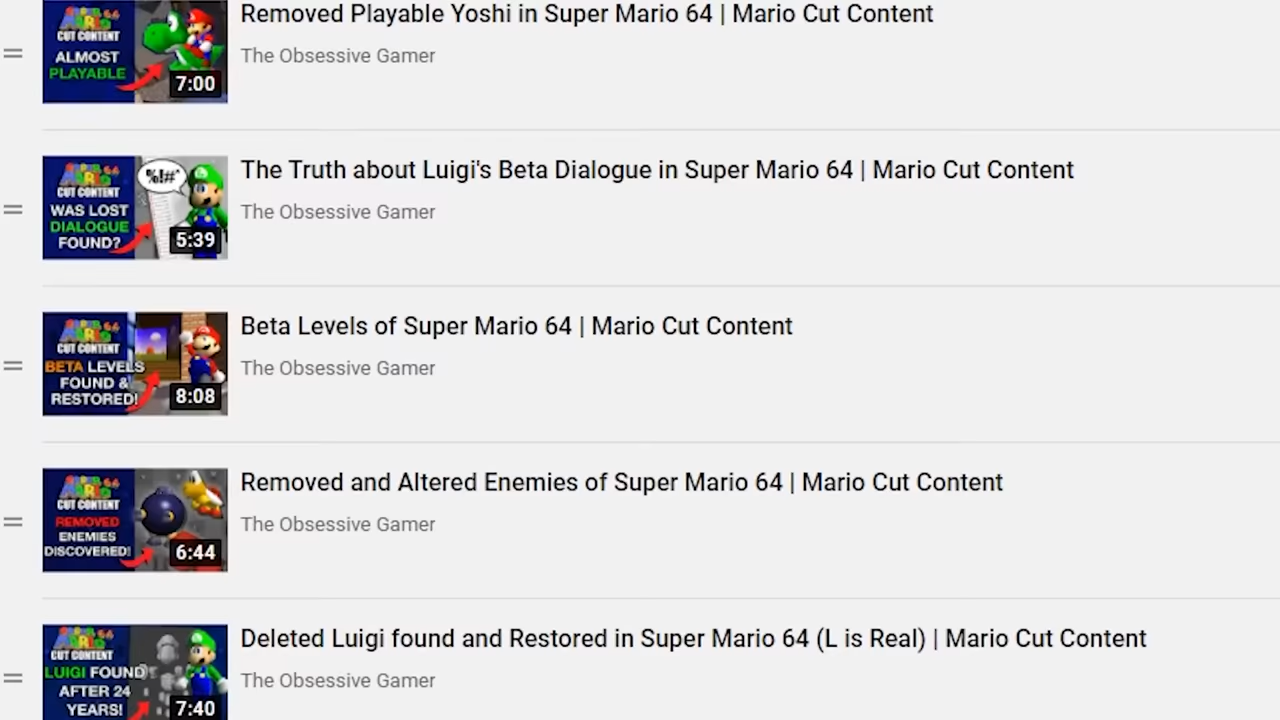 SUPER
MARIO 64
CUT CONTENT
ALMOST
PLAYABLE
7:00
Removed Playable Yoshi in Super Mario 64 | Mario Cut Content
The Obsessive Gamer
SUPER
MARIO 64
CUT CONTENT
WAS LOST
DIALOGUE
FOUND?
%!#*
5:39
The Truth about Luigi's Beta Dialogue in Super Mario 64 | Mario Cut Content
The Obsessive Gamer
SUPER
MARIO 64
CUT CONTENT
BETA LEVELS
FOUND &
RESTORED!
8:08
Beta Levels of Super Mario 64 | Mario Cut Content
The Obsessive Gamer
SUPER
MARIO 64
CUT CONTENT
REMOVED
ENEMIES
DISCOVERED!
6:44
Removed and Altered Enemies of Super Mario 64 | Mario Cut Content
The Obsessive Gamer
SUPER
MARIO 64
CUT CONTENT
LUIGI FOUND
AFTER 24
YEARS!
7:40
Deleted Luigi found and Restored in Super Mario 64 (L is Real) | Mario Cut Content
The Obsessive Gamer